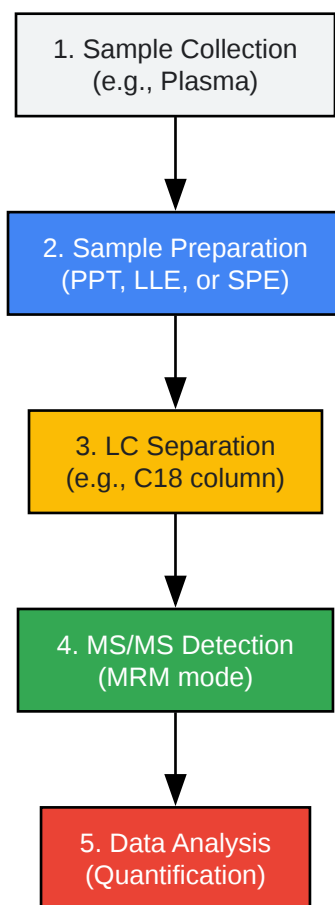 1. Sample Collection
(e.g., Plasma)
2. Sample Preparation
(PPT, LLE, or SPE)
3. LC Separation
(e.g., C18 column)
4. MS/MS Detection
(MRM mode)
5. Data Analysis
(Quantification)